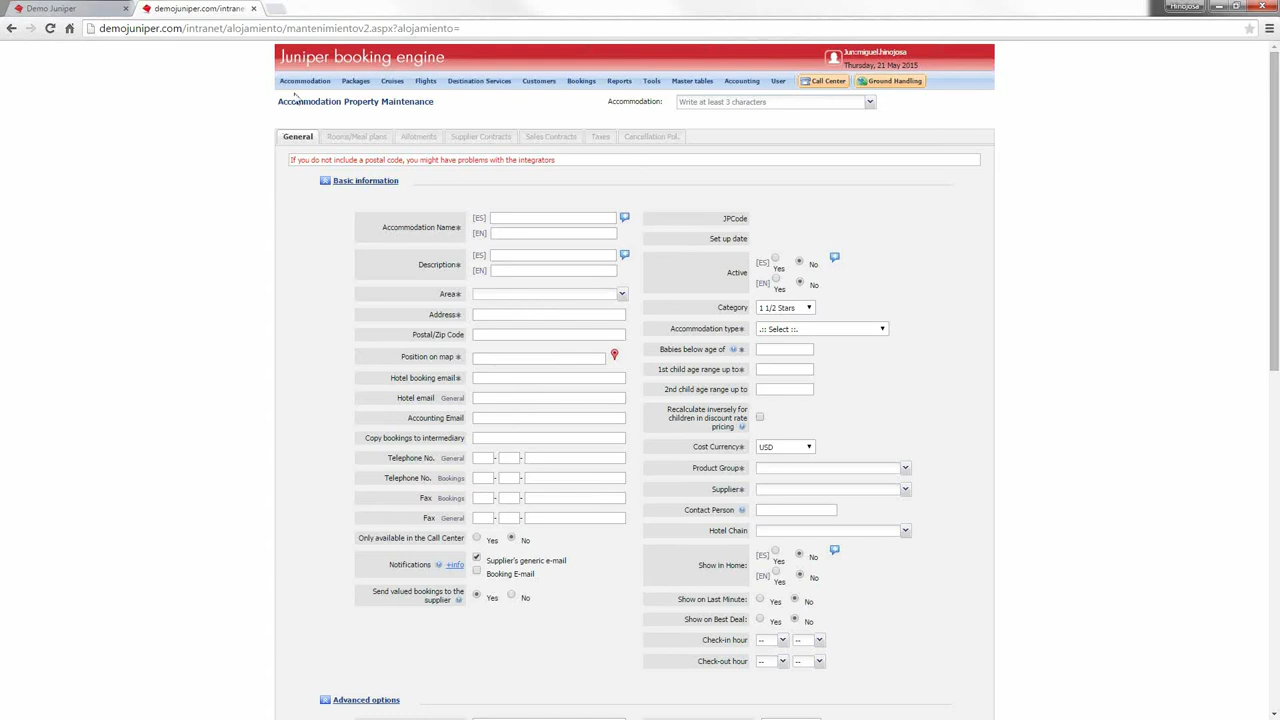 Demo Juniper
demojuniper.com/intranet/
Hinojosa
demojuniper.com/intranet/alojamiento/mantenimientov2.aspx?alojamiento=
Juniper booking engine
Jun:miguel.hinojosa
Thursday, 21 May 2015
Accommodation Packages Cruises Flights Destination Services Customers Bookings Reports Tools Master tables Accounting User Call Center Ground Handling
Accommodation Property Maintenance
Accommodation: Write at least 3 characters
General Rooms/Meal plans Allotments Supplier Contracts Sales Contracts Taxes Cancellation Pol.
If you do not include a postal code, you might have problems with the integrators
Basic information
Accommodation Name* [ES]
[EN]
Description* [ES]
[EN]
Area*
Address*
Postal/Zip Code
Position on map *
Hotel booking email*
Hotel email General
Accounting Email
Copy bookings to intermediary
Telephone No. General - -
Telephone No. Bookings - -
Fax Bookings - -
Fax General - -
Only available in the Call Center Yes No
Notifications +info Supplier's generic e-mail
Booking E-mail
Send valued bookings to the
supplier Yes No
JPCode
Set up date
Active [ES] Yes No
[EN] Yes No
Category 1 1/2 Stars
Accommodation type* .:: Select ::.
Babies below age of *
1st child age range up to*
2nd child age range up to
Recalculate inversely for
children in discount rate
pricing
Cost Currency* USD
Product Group*
Supplier*
Contact Person
Hotel Chain
Show in Home: [ES] Yes No
[EN] Yes No
Show on Last Minute: Yes No
Show on Best Deal: Yes No
Check-in hour -- --
Check-out hour -- --
Advanced options